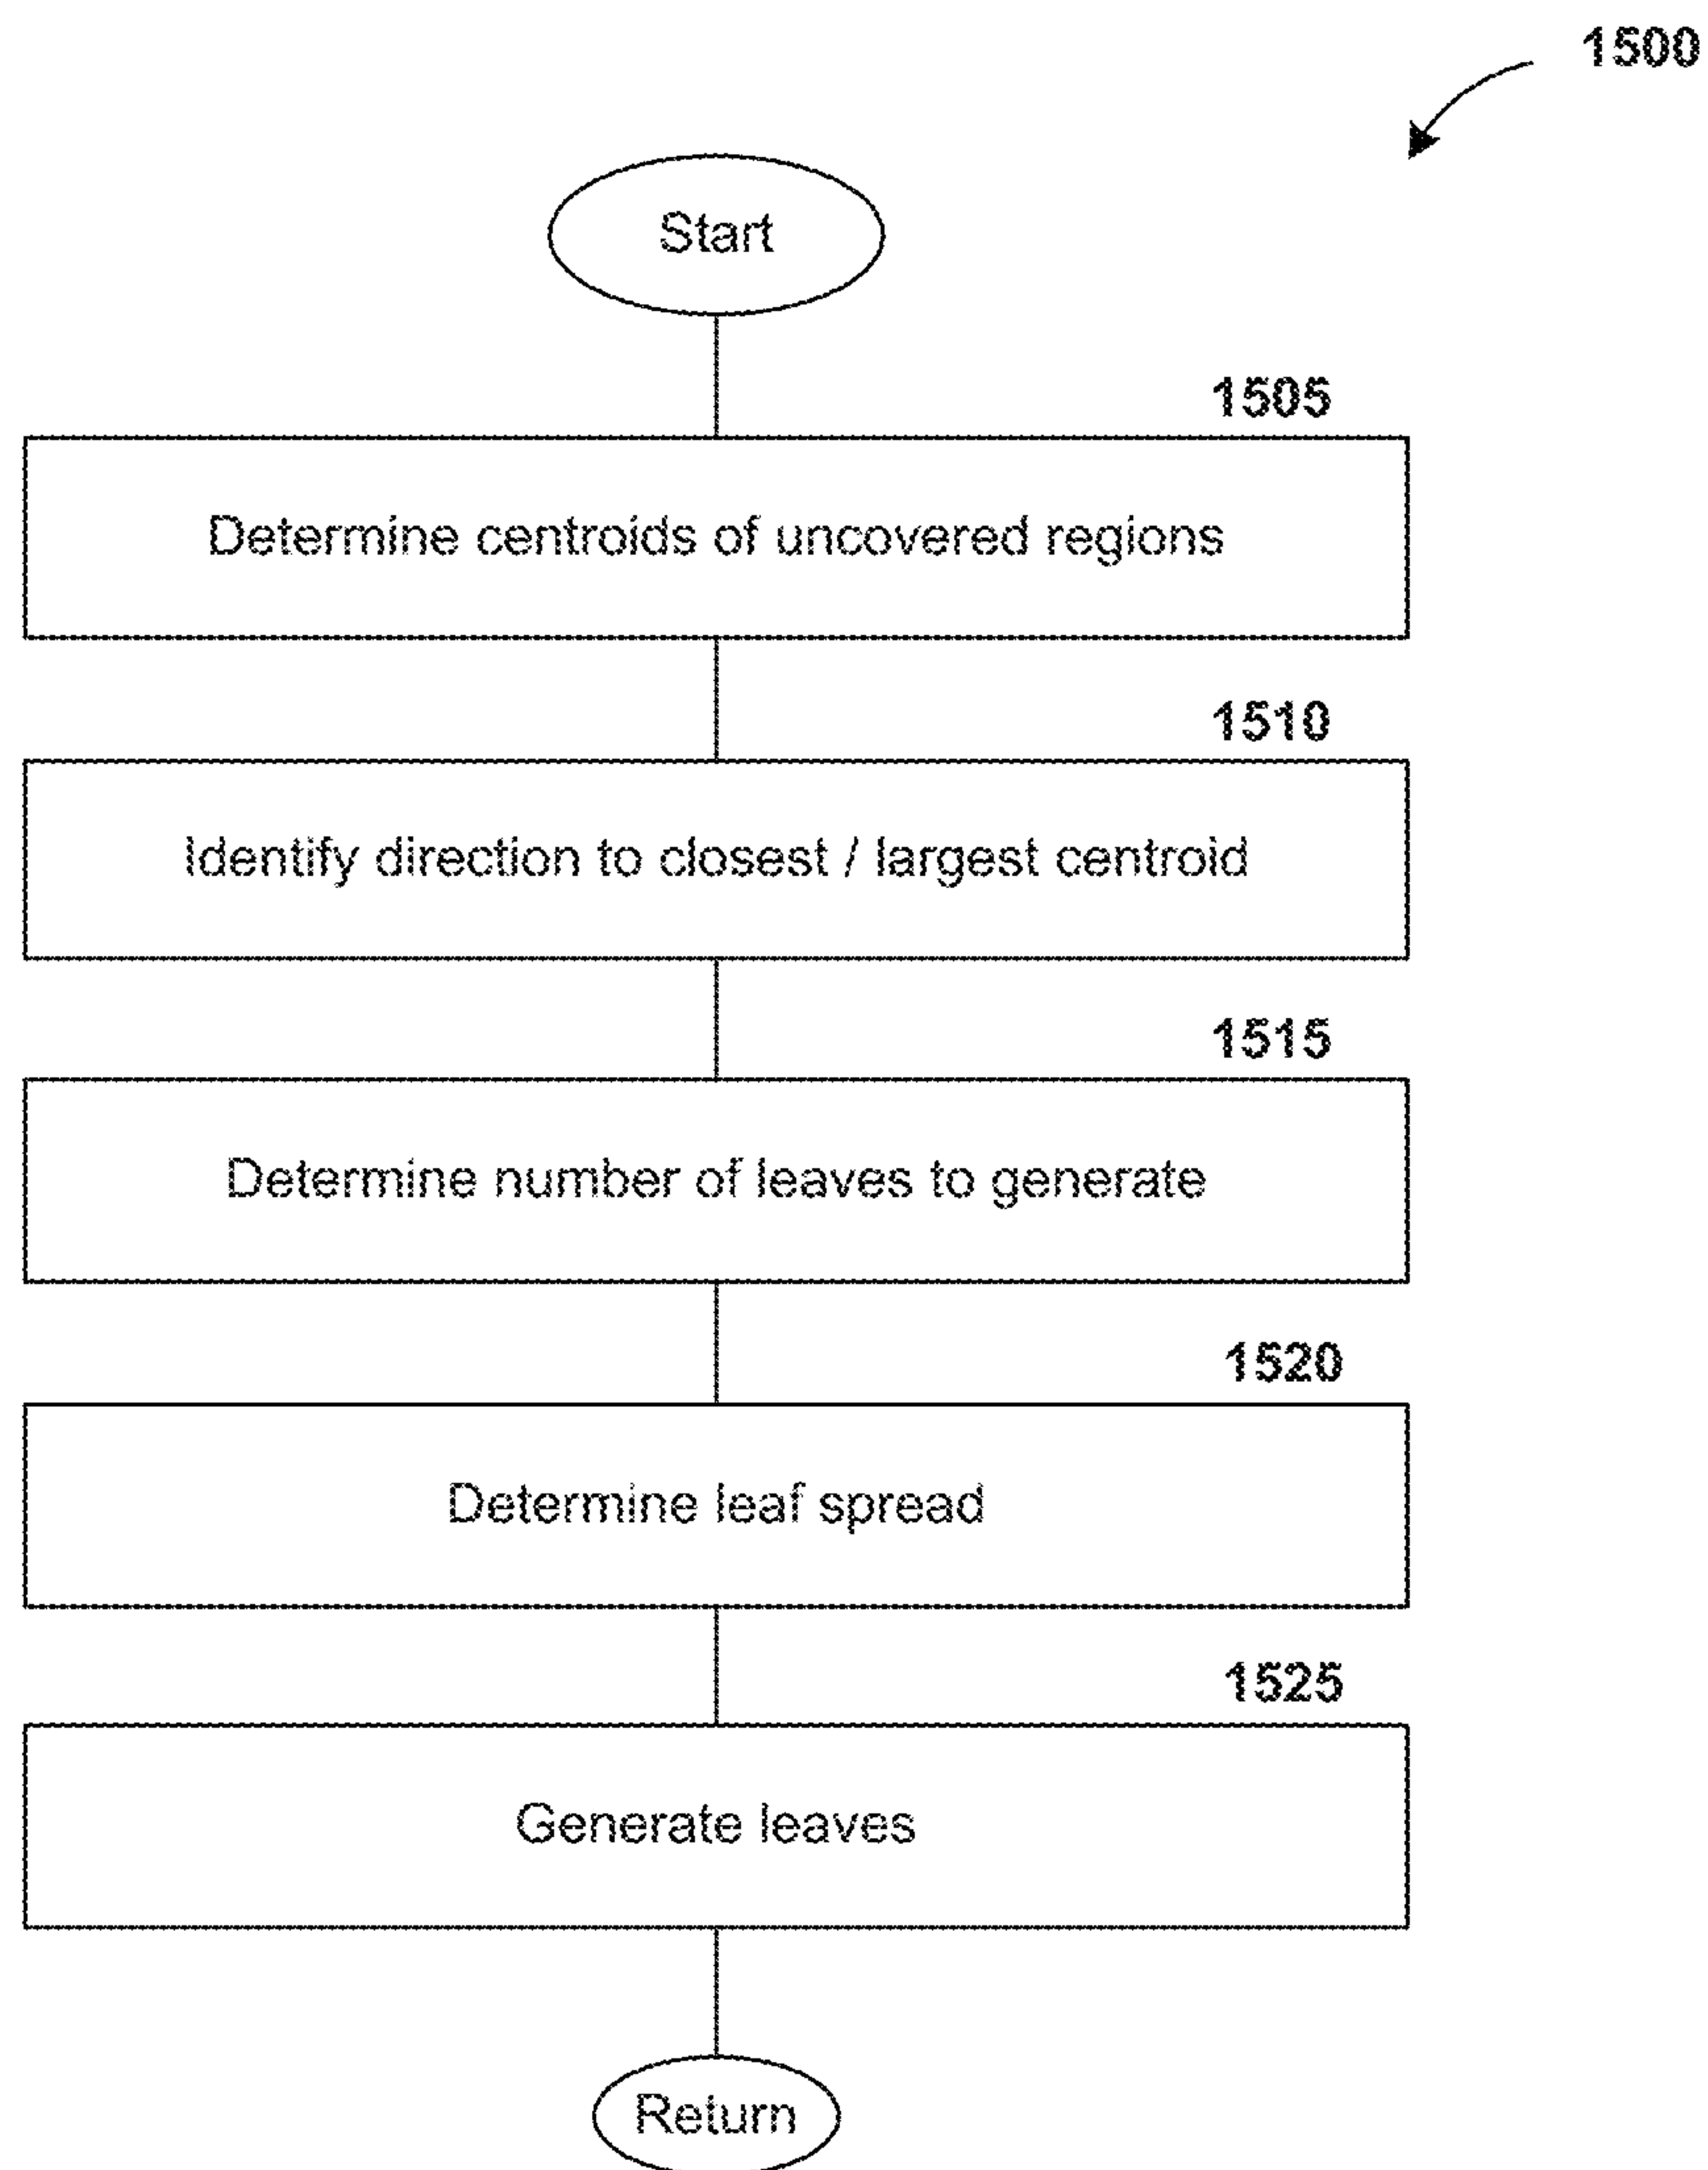 1500
Start
1505
Determine centroids of uncovered regions
1510
Identify direction to closest / largest centroid
1515
Determine number of leaves to generate
1520
Determine leaf spread
1525
Generate leaves
Return